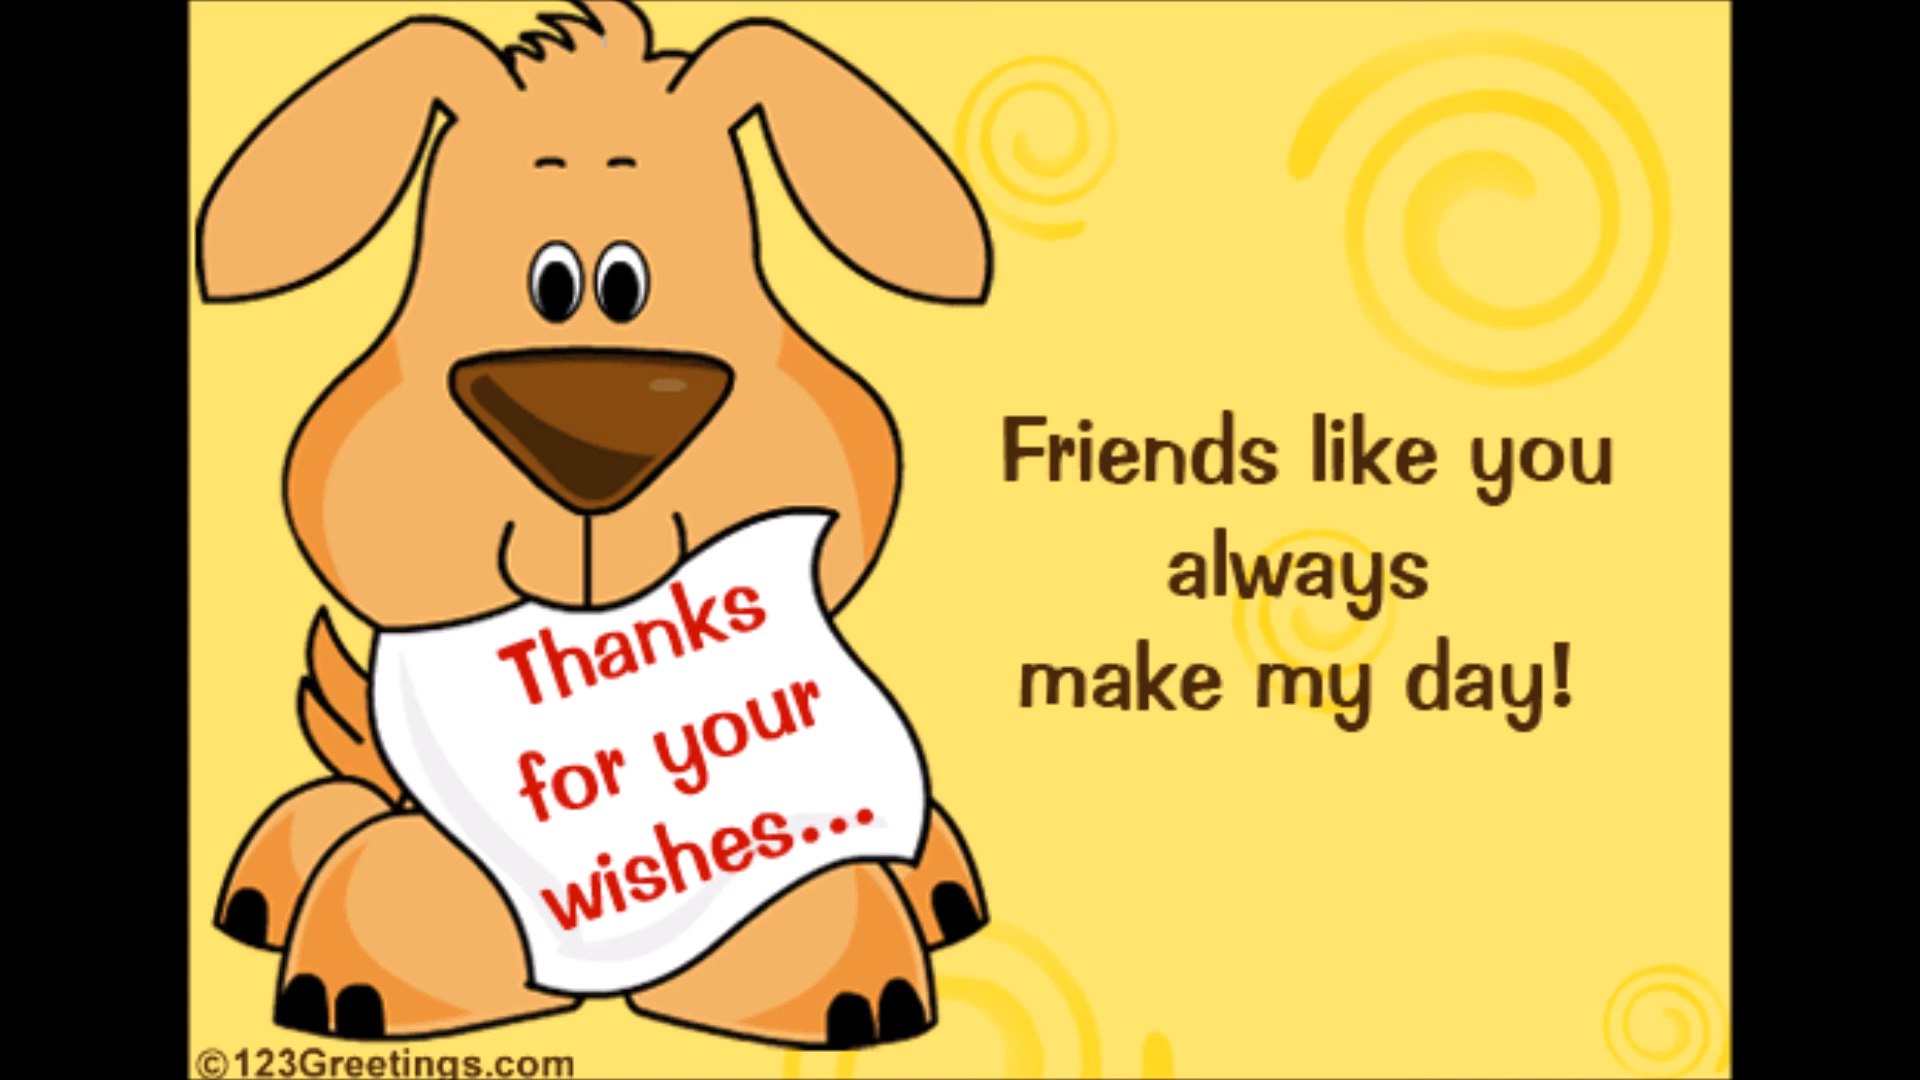 Thanks
for your
wishes...
Friends like you
always
make my day!
©123Greetings.com